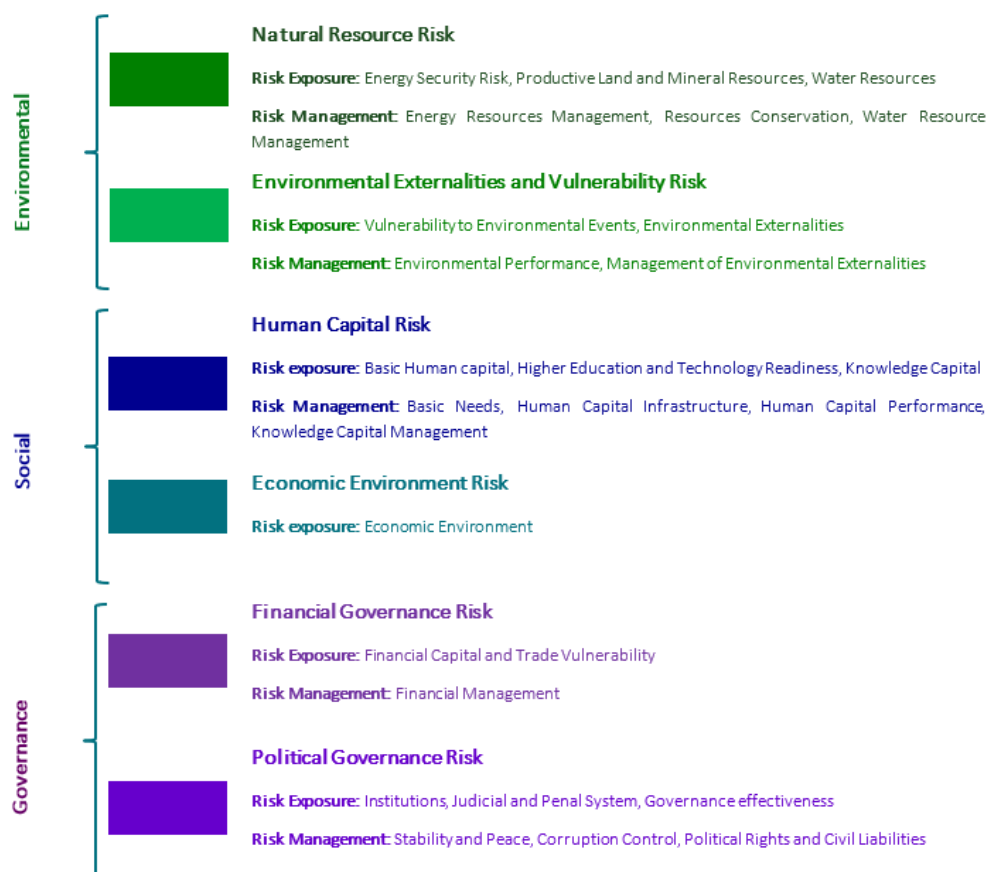 Environmental
Natural Resource Risk
Risk Exposure: Energy Security Risk, Productive Land and Mineral Resources, Water Resources
Risk Management: Energy Resources Management, Resources Conservation, Water Resource
Management
Environmental Externalities and Vulnerability Risk
Risk Exposure: Vulnerability to Environmental Events, Environmental Externalities
Risk Management: Environmental Performance, Management of Environmental Externalities
Social
Human Capital Risk
Risk exposure: Basic Human capital, Higher Education and Technology Readiness, Knowledge Capital
Risk Management: Basic Needs, Human Capital Infrastructure, Human Capital Performance,
Knowledge Capital Management
Economic Environment Risk
Risk exposure: Economic Environment
Governance
Financial Governance Risk
Risk Exposure: Financial Capital and Trade Vulnerability
Risk Management: Financial Management
Political Governance Risk
Risk Exposure: Institutions, Judicial and Penal System, Governance effectiveness
Risk Management: Stability and Peace, Corruption Control, Political Rights and Civil Liabilities